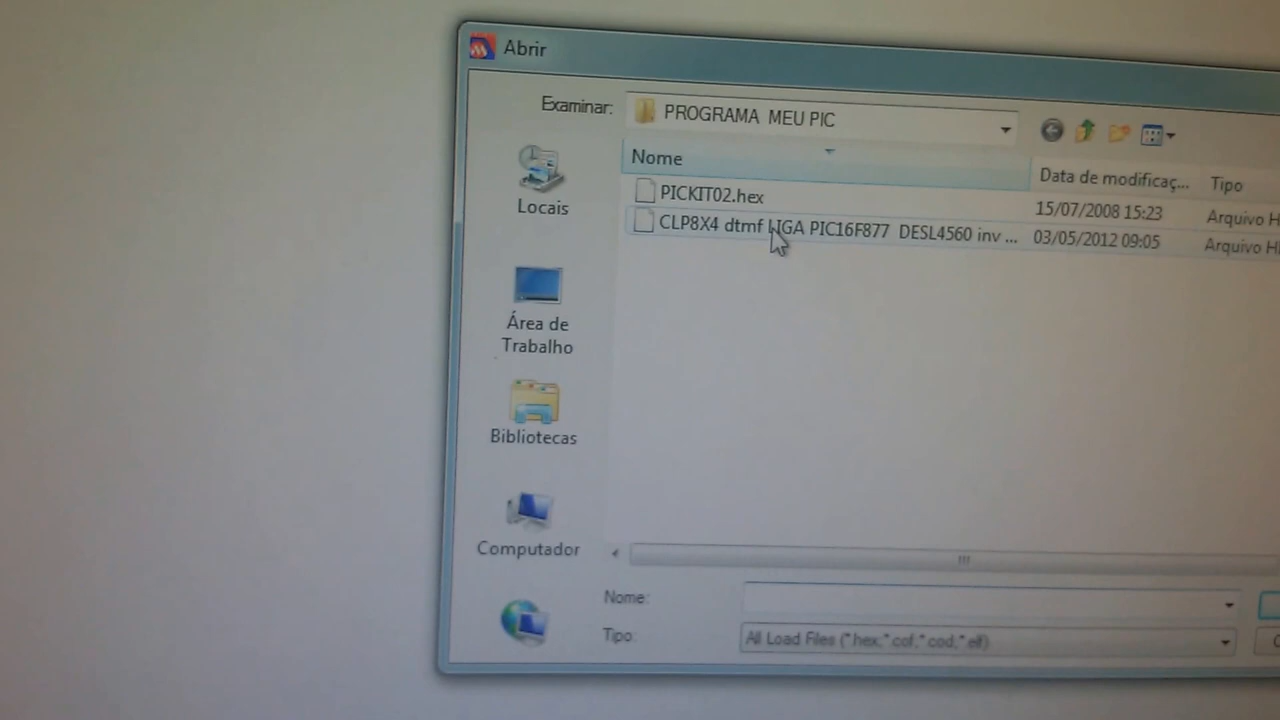 Abrir
Examinar:
PROGRAMA MEU PIC
Nome
Data de modificaç...
Tipo
PICKIT02.hex
15/07/2008 15:23
Arquivo H
CLP8X4 dtmf LIGA PIC16F877 DESL4560 inv ...
03/05/2012 09:05
Arquivo H
Locais
Área de
Trabalho
Bibliotecas
Computador
Nome:
Tipo:
All Load Files (*.hex;*.cof;*.cod;*.elf)